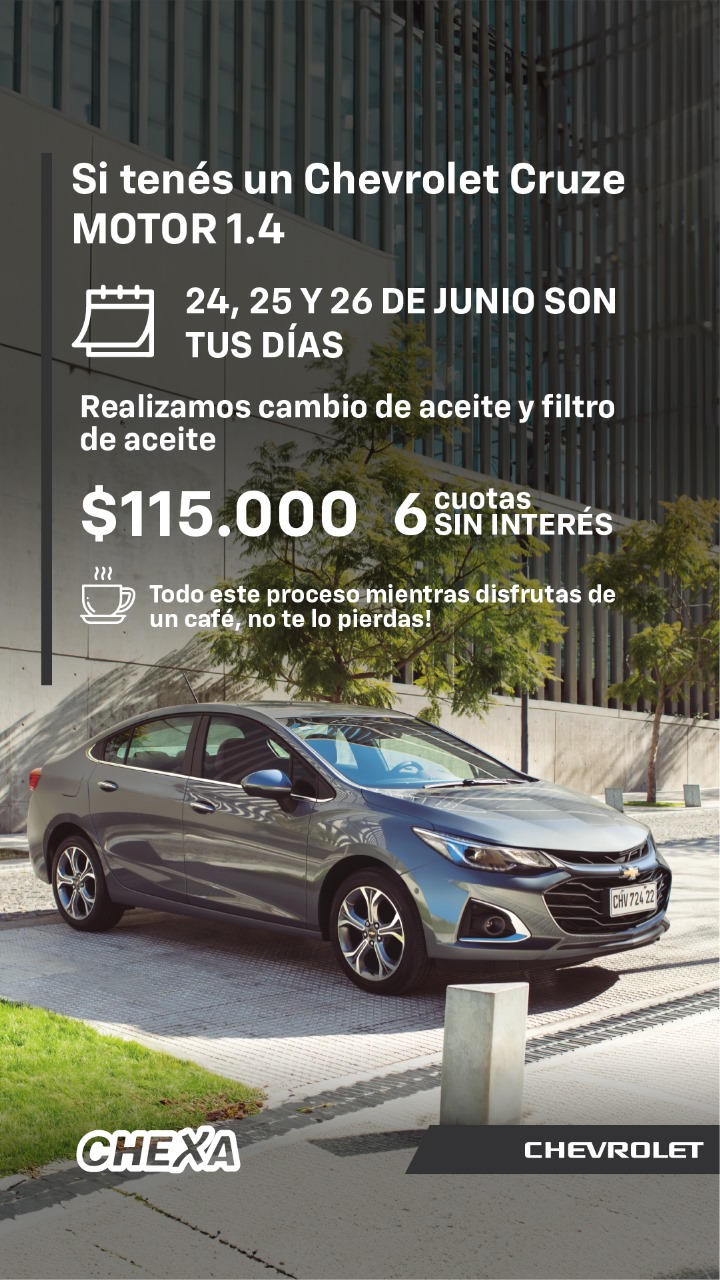 Si tenés un Chevrolet Cruze
MOTOR 1.4
24, 25 Y 26 DE JUNIO SON
TUS DÍAS
Realizamos cambio de aceite y filtro
de aceite
$115.000 6 cuotas
SIN INTERÉS
Todo este proceso mientras disfrutas de
un café, no te lo pierdas!
CHV 724 22
CHEXA
CHEVROLET